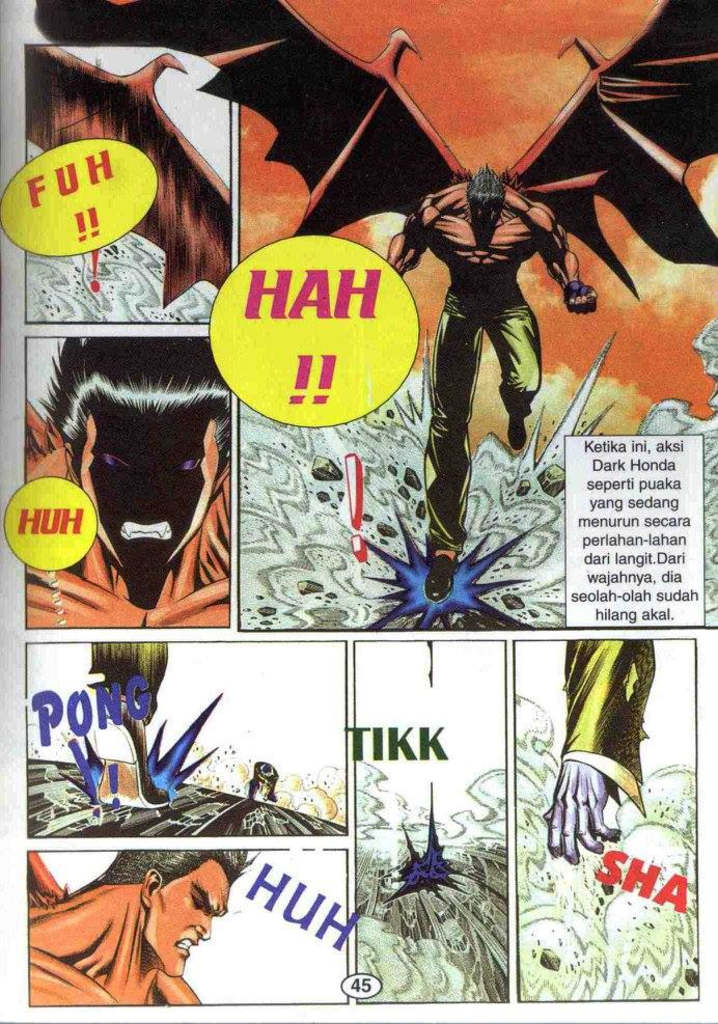 FUH
!!
!
HAH
!!
HUH
!
Ketika ini, aksi
Dark Honda
seperti puaka
yang sedang
menurun secara
perlahan-lahan
dari langit.Dari
wajahnya, dia
seolah-olah sudah
hilang akal.
PONG
!!
TIKK
SHA
HUH
45